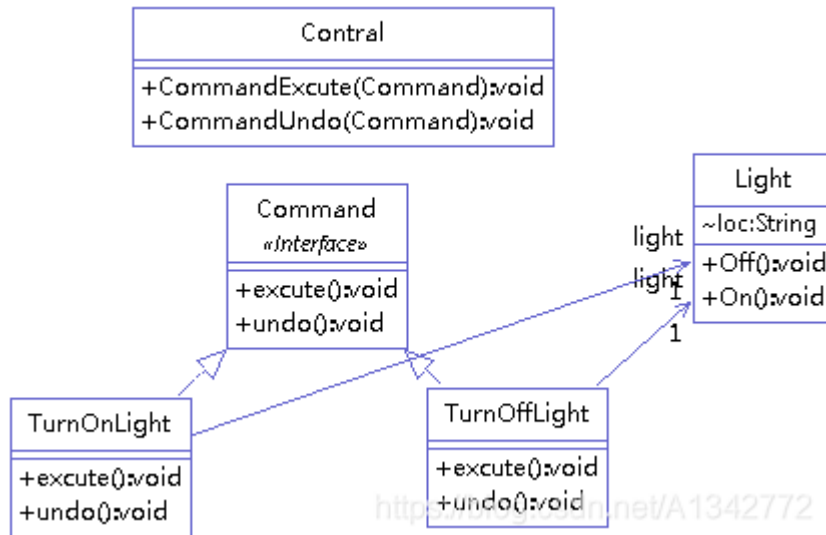 Contral
+CommandExcute(Command):void
+CommandUndo(Command):void
Command
«Interface»
+excute():void
+undo():void
Light
~loc:String
+Off():void
+On():void
light
light
1
1
TurnOnLight
+excute():void
+undo():void
TurnOffLight
+excute():void
+undo():void
https://blog.csdn.net/A1342772